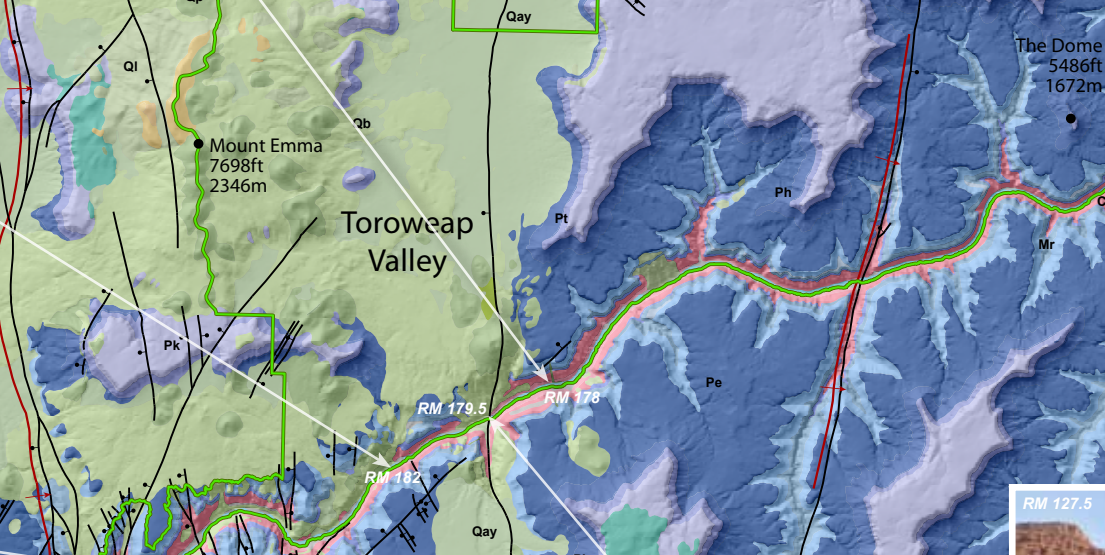 Qay
The Dome
5486ft
1672m
Ql
Qb
Mount Emma
7698ft
2346m
Ph
Pt
Toroweap
Valley
Mr
Pk
Pe
RM 178
RM 179.5
RM 182
RM 127.5
Qay